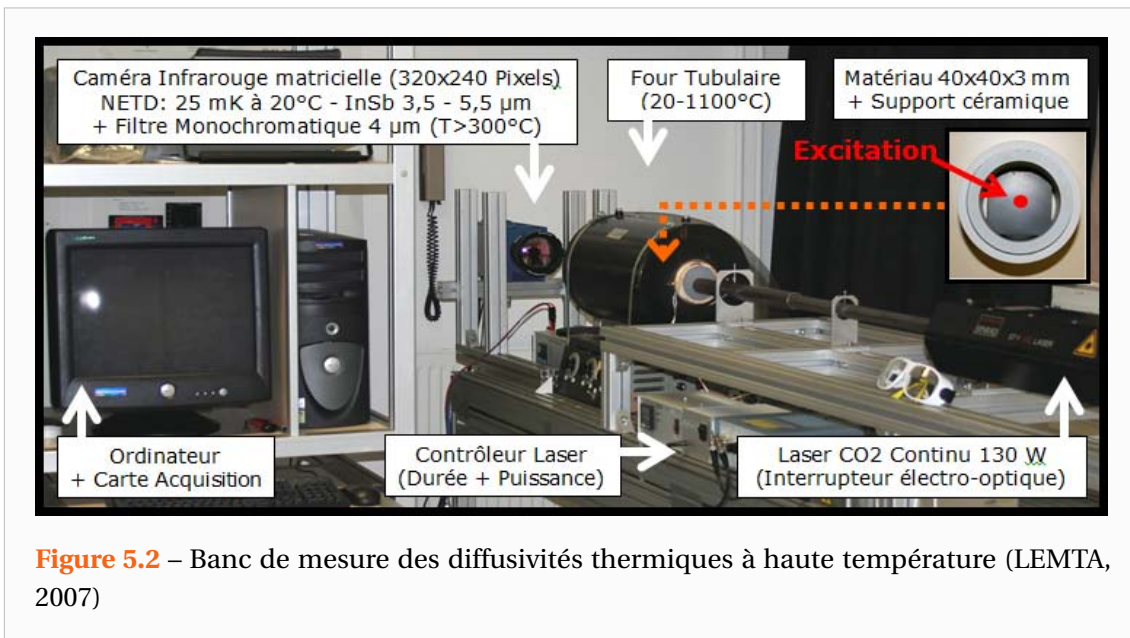 Caméra Infrarouge matricielle (320x240 Pixels)
NETD: 25 mK à 20°C - InSb 3,5 - 5,5 µm
+ Filtre Monochromatique 4 µm (T>300°C)
Four Tubulaire
(20-1100°C)
Matériau 40x40x3 mm
+ Support céramique
Excitation
Ordinateur
+ Carte Acquisition
Contrôleur Laser
(Durée + Puissance)
Laser CO2 Continu 130 W
(Interrupteur électro-optique)
Figure 5.2 – Banc de mesure des diffusivités thermiques à haute température (LEMTA,
2007)